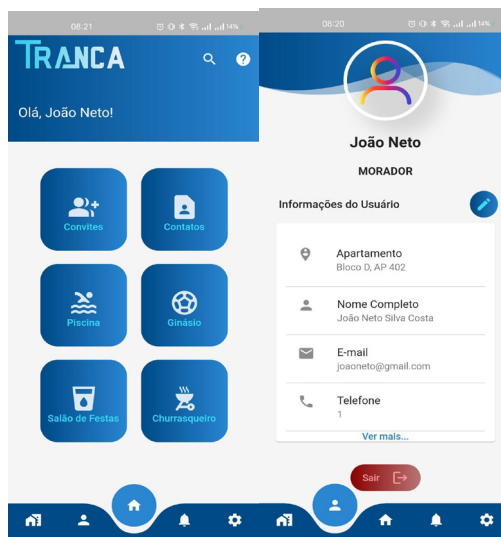 08:21
14%
TRANCA
Olá, João Neto!
Convites
Contatos
Piscina
Ginásio
Salão de Festas
Churrasqueiro
08:20
14%
João Neto
MORADOR
Informações do Usuário
Apartamento
Bloco D, AP 402
Nome Completo
João Neto Silva Costa
E-mail
joaoneto@gmail.com
Telefone
1
Ver mais...
Sair